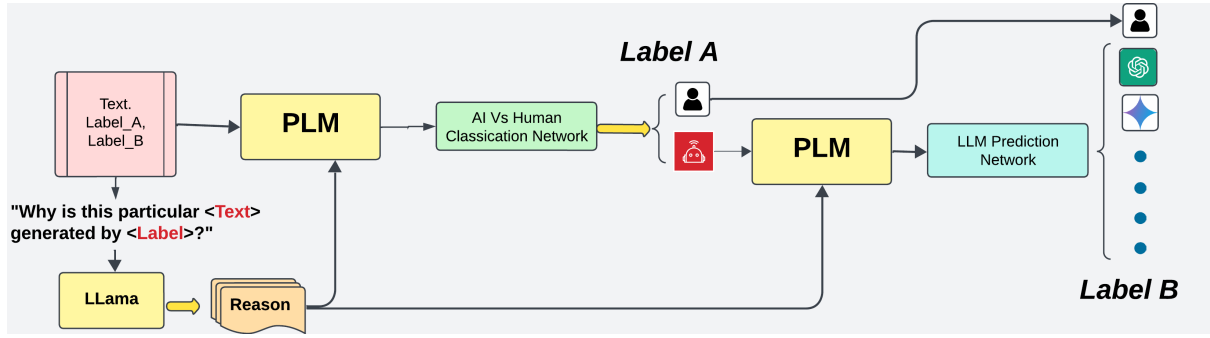 Label A
Text.
Label_A,
Label_B
PLM
AI Vs Human
Classication Network
PLM
LLM Prediction
Network
"Why is this particular <Text>
generated by <Label>?"
LLama
Reason
Label B